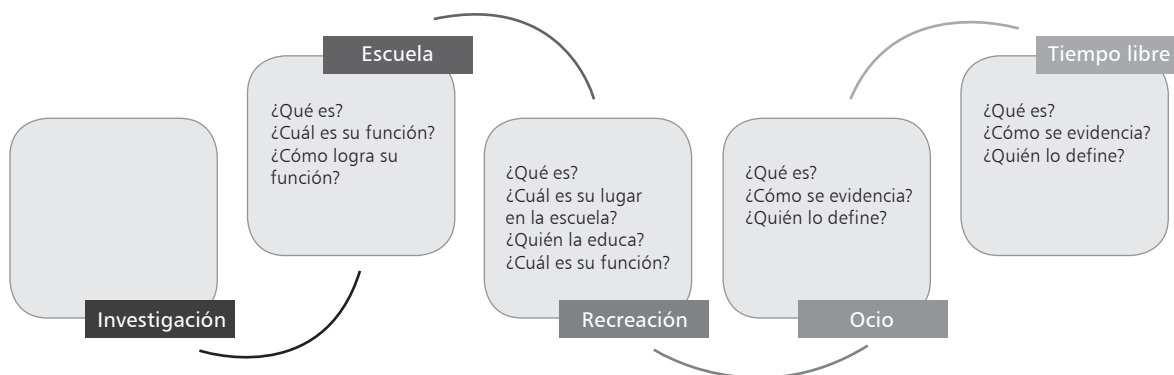 Investigación
Escuela
¿Qué es?
¿Cuál es su función?
¿Cómo logra su
función?
¿Qué es?
¿Cuál es su lugar
en la escuela?
¿Quién la educa?
¿Cuál es su función?
Recreación
¿Qué es?
¿Cómo se evidencia?
¿Quién lo define?
Ocio
Tiempo libre
¿Qué es?
¿Cómo se evidencia?
¿Quién lo define?